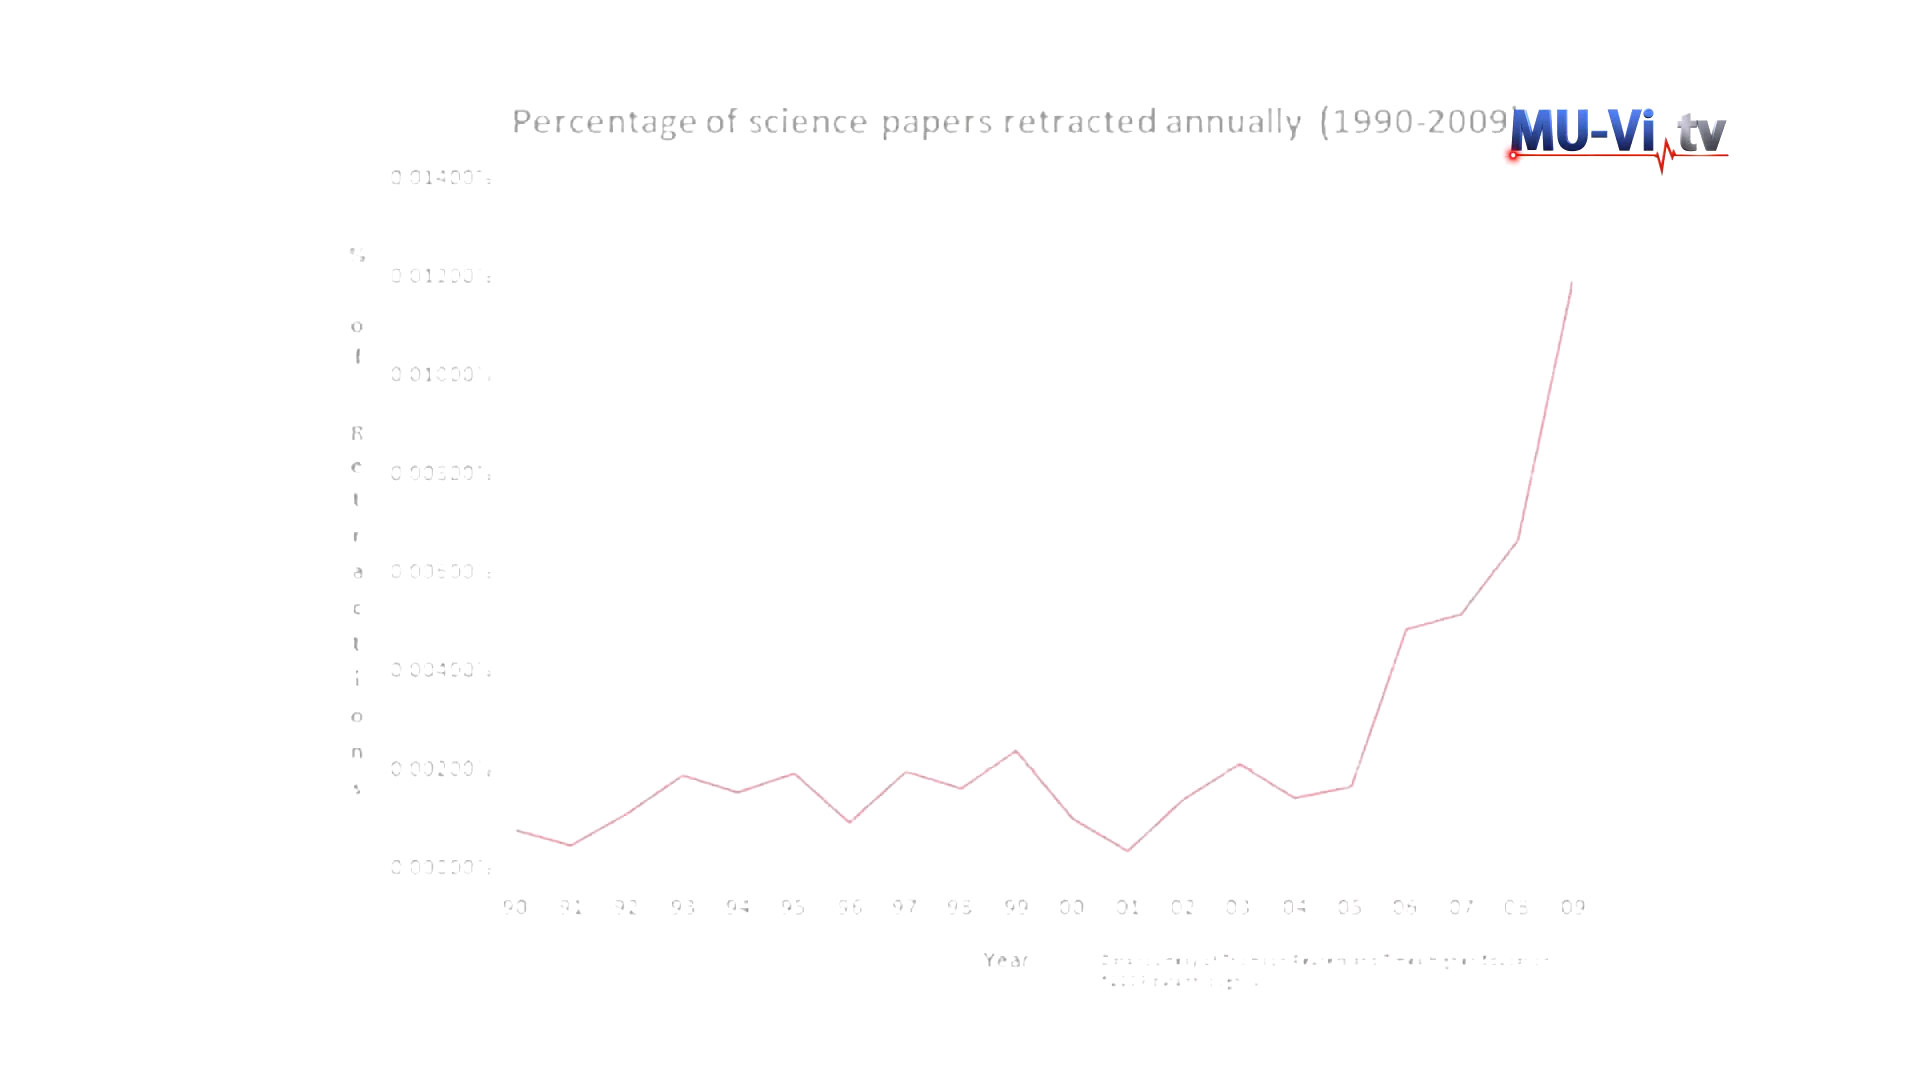 Percentage of science papers retracted annually (1990-2009)
MU-Vi tv
0.01400%
0.01200%
0.01000%
0.00800%
0.00600%
0.00400%
0.00200%
0.00000%
% of Retractions
90 91 92 93 94 95 96 97 98 99 00 01 02 03 04 05 06 07 08 09
Year